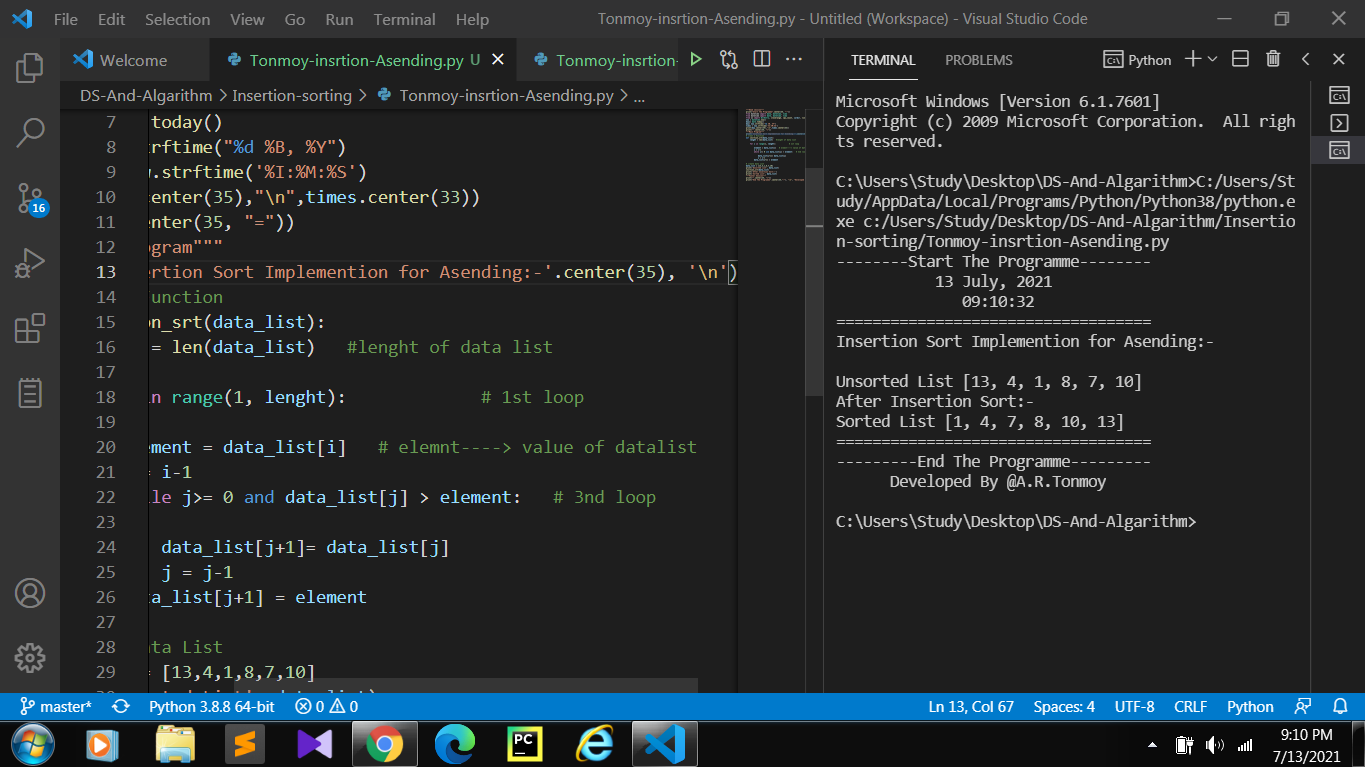 File Edit Selection View Go Run Terminal Help Tonmoy-insrtion-Asending.py - Untitled (Workspace) - Visual Studio Code
Welcome Tonmoy-insrtion-Asending.py U Tonmoy-insrtion-
DS-And-Algarithm > Insertion-sorting > Tonmoy-insrtion-Asending.py > ...
7 today()
8 trftime("%d %B, %Y")
9 .strftime('%I:%M:%S')
10 enter(35),"\n",times.center(33))
11 enter(35, "="))
12 ogram"""
13 ertion Sort Implemention for Asending:-'.center(35), '\n')
14 unction
15 on_srt(data_list):
16 = len(data_list) #lenght of data list
17
18 in range(1, lenght): # 1st loop
19
20 ement = data_list[i] # elemnt----> value of datalist
21 = i-1
22 le j>= 0 and data_list[j] > element: # 3nd loop
23
24 data_list[j+1]= data_list[j]
25 j = j-1
26 ta_list[j+1] = element
27
28 ata List
29 = [13,4,1,8,7,10]
TERMINAL PROBLEMS Python
Microsoft Windows [Version 6.1.7601]
Copyright (c) 2009 Microsoft Corporation. All righ
ts reserved.
C:\Users\Study\Desktop\DS-And-Algarithm>C:/Users/St
udy/AppData/Local/Programs/Python/Python38/python.e
xe c:/Users/Study/Desktop/DS-And-Algarithm/Insertio
n-sorting/Tonmoy-insrtion-Asending.py
--------Start The Programme--------
13 July, 2021
09:10:32
===================================
Insertion Sort Implemention for Asending:-
Unsorted List [13, 4, 1, 8, 7, 10]
After Insertion Sort:-
Sorted List [1, 4, 7, 8, 10, 13]
===================================
---------End The Programme---------
Developed By @A.R.Tonmoy
C:\Users\Study\Desktop\DS-And-Algarithm>
16
master* Python 3.8.8 64-bit 0 0 Ln 13, Col 67 Spaces: 4 UTF-8 CRLF Python
PC
9:10 PM
7/13/2021